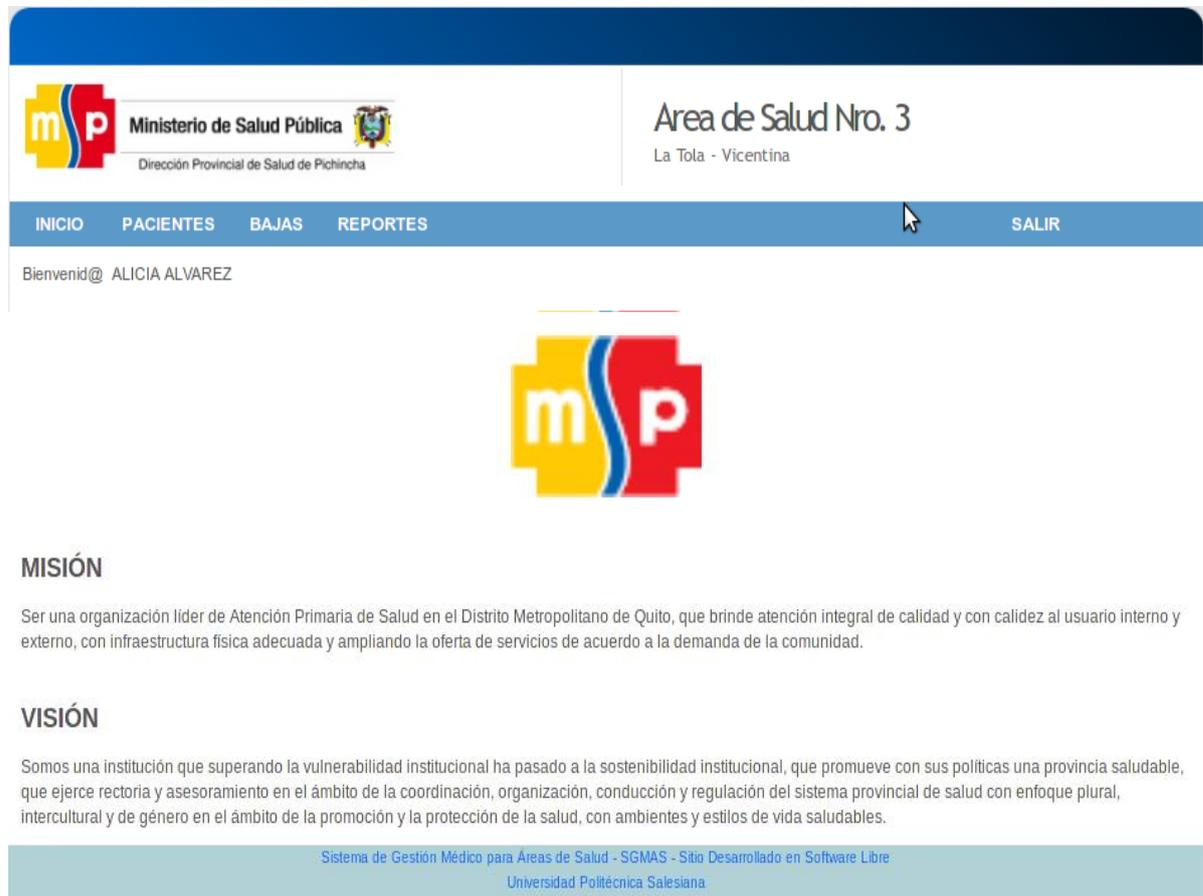 msp
Ministerio de Salud Pública
Dirección Provincial de Salud de Pichincha
Area de Salud Nro. 3
La Tola - Vicentina
INICIO PACIENTES BAJAS REPORTES SALIR
Bienvenid@ ALICIA ALVAREZ
msp
MISIÓN
Ser una organización líder de Atención Primaria de Salud en el Distrito Metropolitano de Quito, que brinde atención integral de calidad y con calidez al usuario interno y
externo, con infraestructura física adecuada y ampliando la oferta de servicios de acuerdo a la demanda de la comunidad.
VISIÓN
Somos una institución que superando la vulnerabilidad institucional ha pasado a la sostenibilidad institucional, que promueve con sus políticas una provincia saludable,
que ejerce rectoria y asesoramiento en el ámbito de la coordinación, organización, conducción y regulación del sistema provincial de salud con enfoque plural,
intercultural y de género en el ámbito de la promoción y la protección de la salud, con ambientes y estilos de vida saludables.
Sistema de Gestión Médico para Áreas de Salud - SGMAS - Sitio Desarrollado en Software Libre
Universidad Politécnica Salesiana